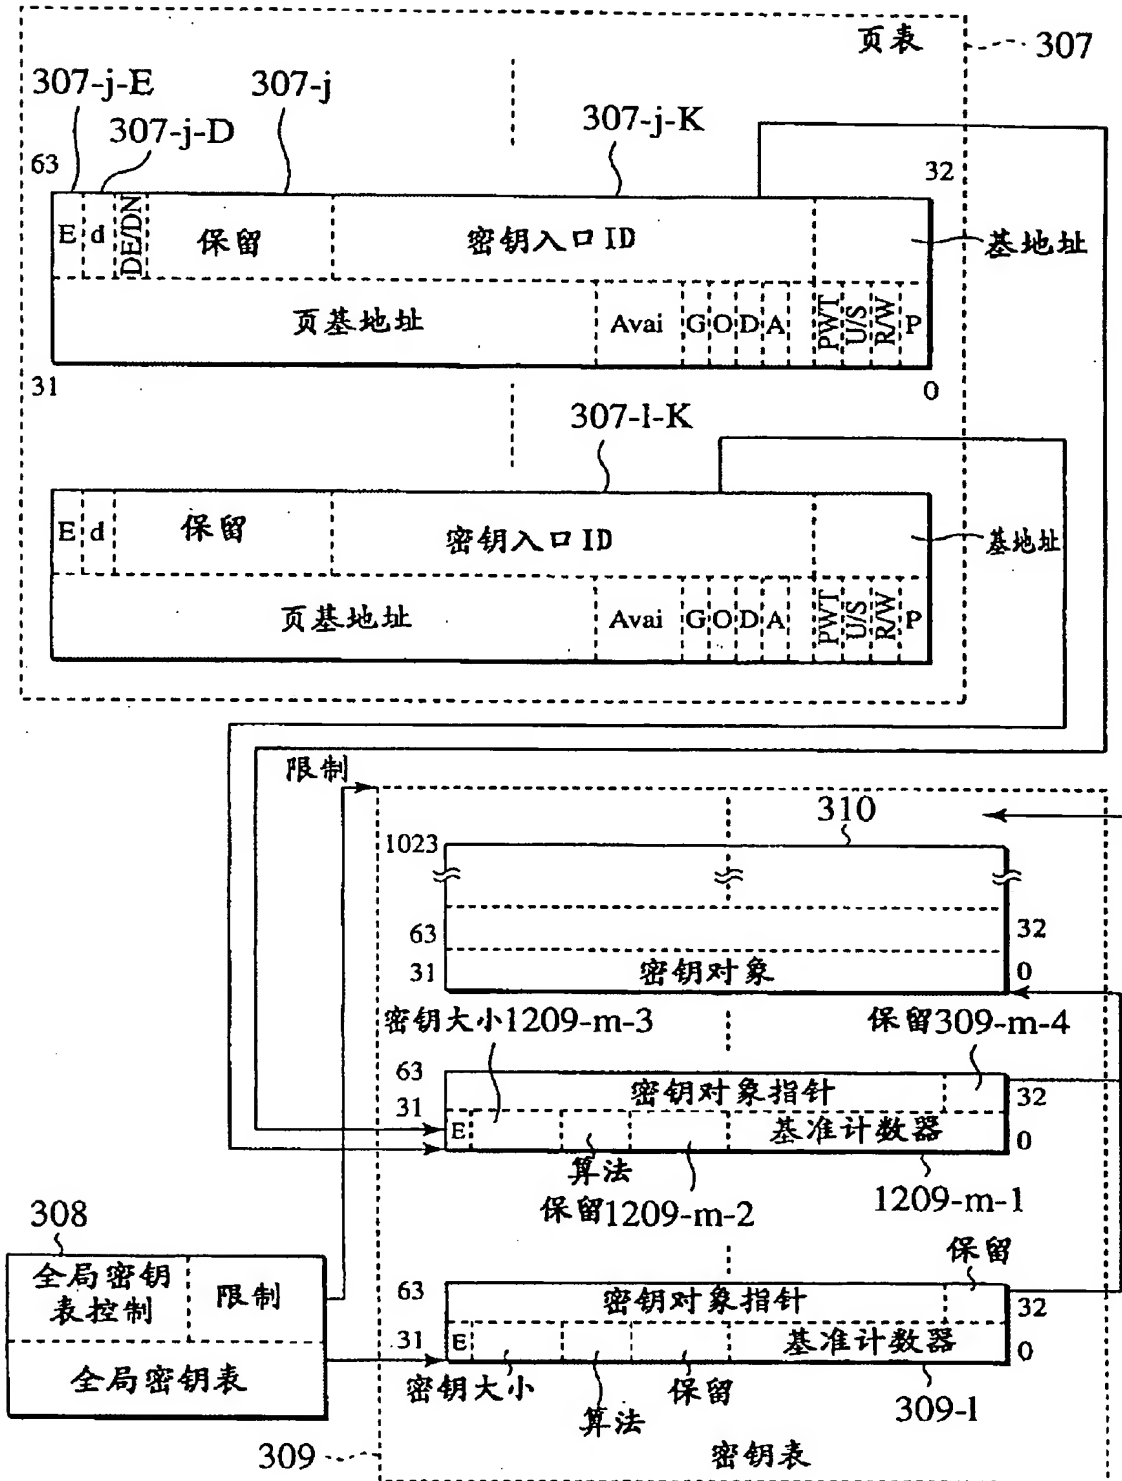 页表
307
307-j-E
307-j
307-j-D
307-j-K
63
32
E
d
DE/DN
保留
密钥入口ID
基地址
页基地址
Avai
G
O
D
A
PWT
U/S
R/W
P
31
0
307-l-K
E
d
保留
密钥入口ID
基地址
页基地址
Avai
G
O
D
A
PWT
U/S
R/W
P
限制
310
1023
63
32
31
密钥对象
0
密钥大小1209-m-3
保留309-m-4
63
密钥对象指针
32
31
E
基准计数器
0
算法
保留1209-m-2
1209-m-1
308
保留
全局密钥
表控制
限制
63
密钥对象指针
32
31
E
基准计数器
0
全局密钥表
密钥大小
算法
保留
309-l
309
密钥表